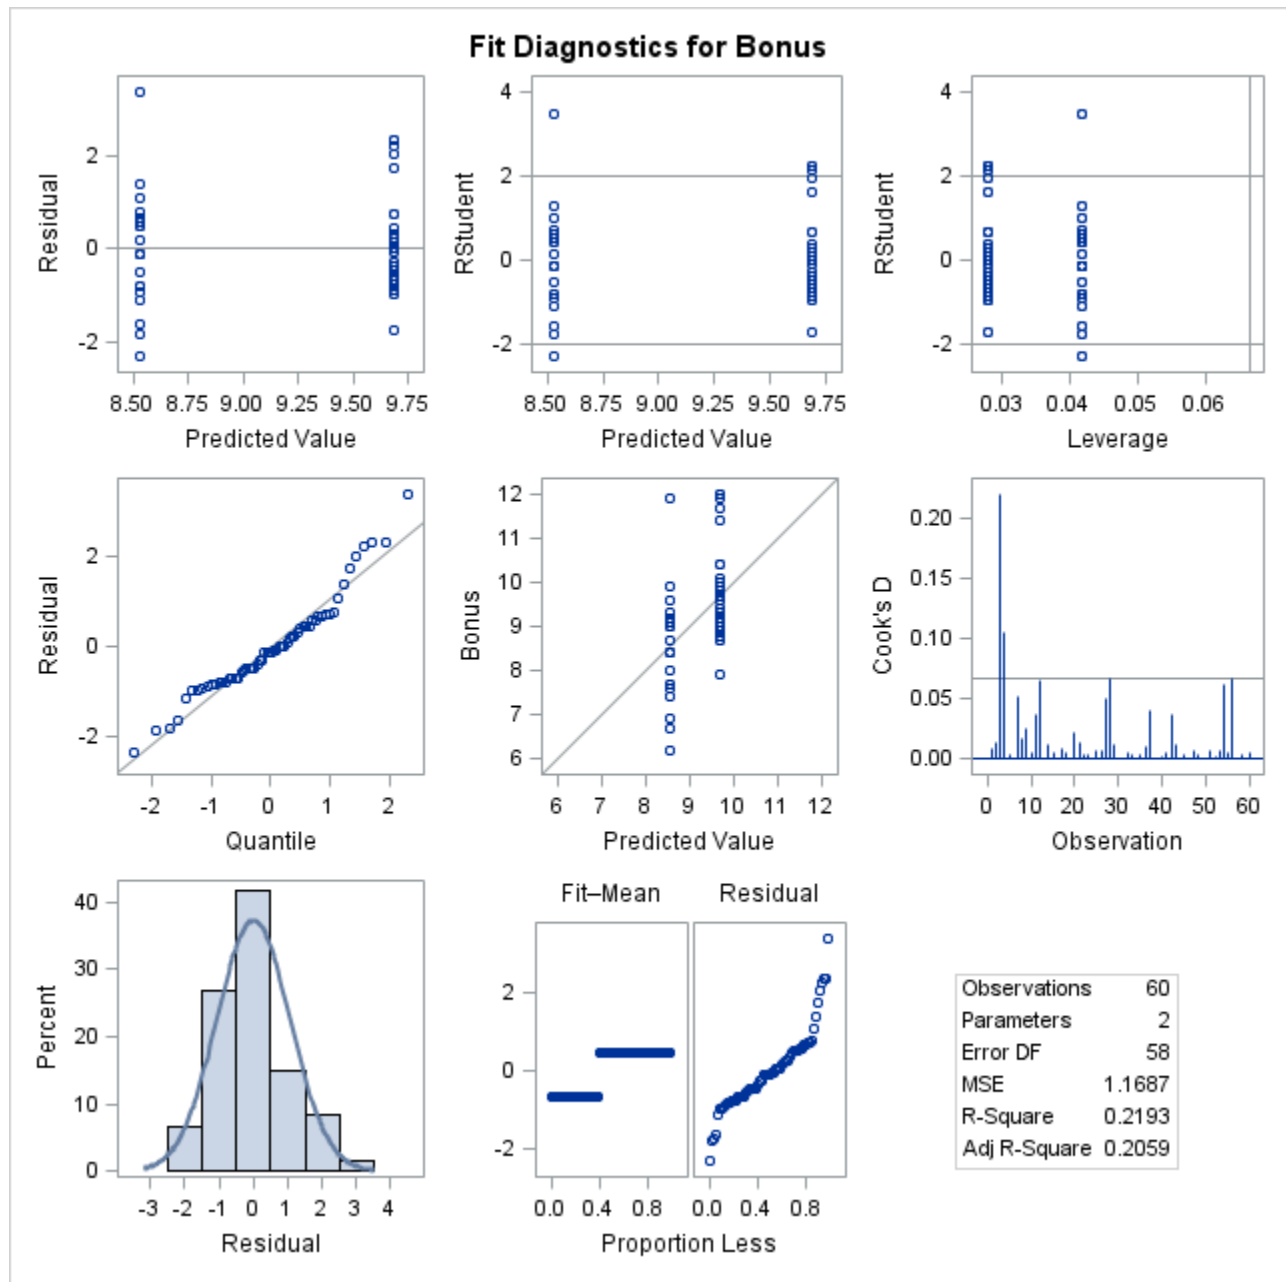 Fit Diagnostics for Bonus
Residual
2
0
-2
8.50 8.75 9.00 9.25 9.50 9.75
Predicted Value
RStudent
4
2
0
-2
8.50 8.75 9.00 9.25 9.50 9.75
Predicted Value
RStudent
4
2
0
-2
0.03 0.04 0.05 0.06
Leverage
Residual
2
0
-2
-2 -1 0 1 2
Quantile
Bonus
12
11
10
9
8
7
6
6 7 8 9 10 11 12
Predicted Value
Cook's D
0.20
0.15
0.10
0.05
0.00
0 10 20 30 40 50 60
Observation
Percent
40
30
20
10
0
-3 -2 -1 0 1 2 3 4
Residual
Fit–Mean Residual
2
0
-2
0.0 0.4 0.8 0.0 0.4 0.8
Proportion Less
Observations 60
Parameters 2
Error DF 58
MSE 1.1687
R-Square 0.2193
Adj R-Square 0.2059